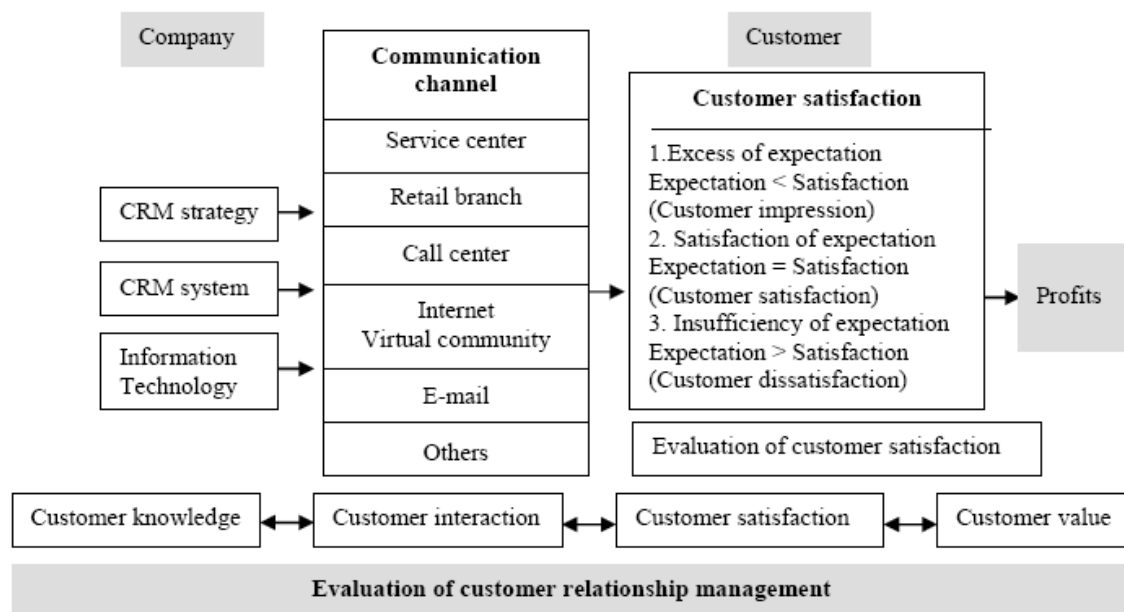 Company
Communication
channel
Service center
Retail branch
Call center
Internet
Virtual community
E-mail
Others
CRM strategy
CRM system
Information
Technology
Customer
Customer satisfaction
1.Excess of expectation
Expectation < Satisfaction
(Customer impression)
2. Satisfaction of expectation
Expectation = Satisfaction
(Customer satisfaction)
3. Insufficiency of expectation
Expectation > Satisfaction
(Customer dissatisfaction)
Evaluation of customer satisfaction
Profits
Customer knowledge
Customer interaction
Customer satisfaction
Customer value
Evaluation of customer relationship management